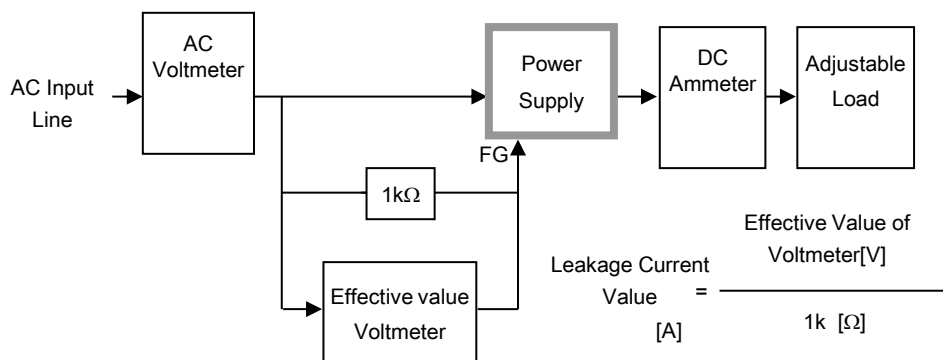 AC Input
Line
AC
Voltmeter
Power
Supply
DC
Ammeter
Adjustable
Load
FG
1kΩ
Effective value
Voltmeter
Leakage Current
Value
[A]
=
Effective Value of
Voltmeter[V]
1k [Ω]